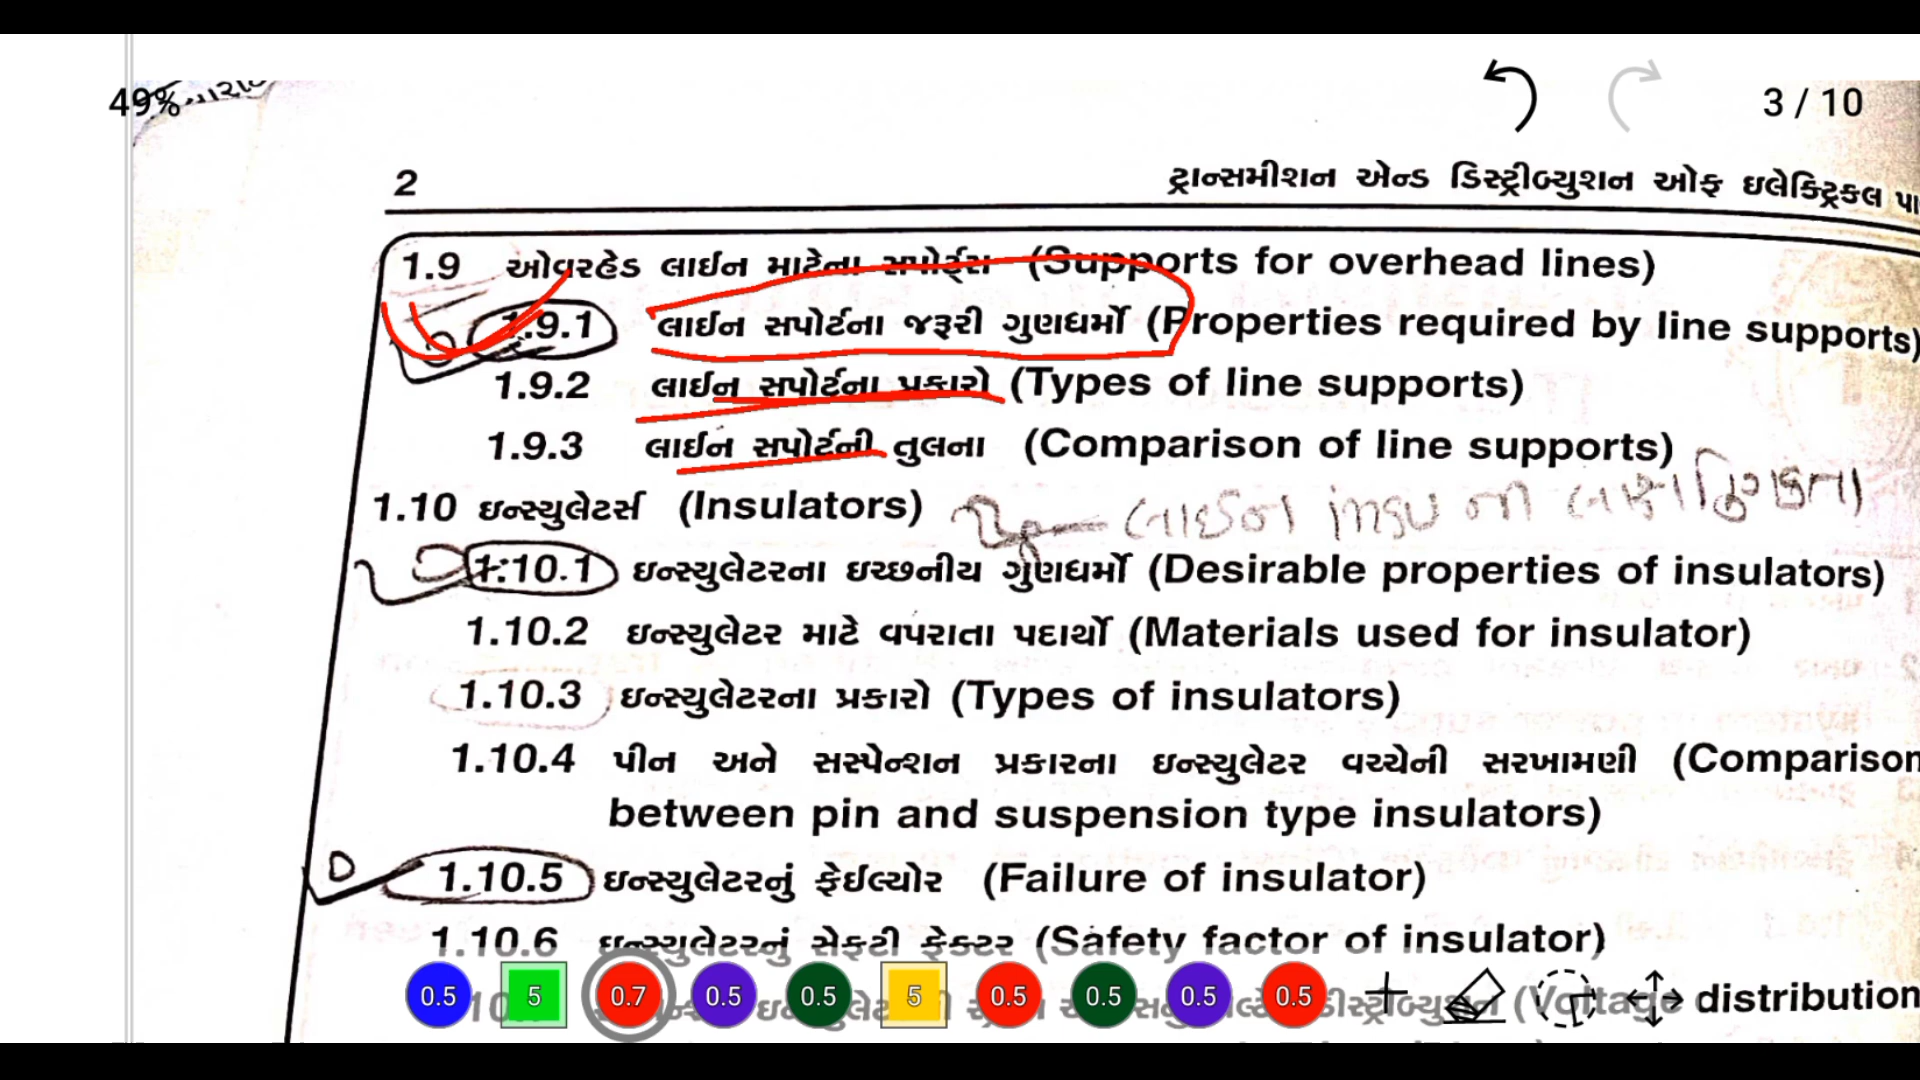 49%
3 / 10
2 ટ્રાન્સમીશન એન્ડ ડિસ્ટ્રીબ્યુશન ઓફ ઇલેક્ટ્રિકલ પા
1.9 ઓવરહેડ લાઈન માટેના સપોર્ટ્સ (Supports for overhead lines)
1.9.1 લાઈન સપોર્ટના જરૂરી ગુણધર્મો (Properties required by line supports)
1.9.2 લાઈન સપોર્ટના પ્રકારો (Types of line supports)
1.9.3 લાઈન સપોર્ટની તુલના (Comparison of line supports)
1.10 ઇન્સ્યુલેટર્સ (Insulators)
1.10.1 ઇન્સ્યુલેટરના ઇચ્છનીય ગુણધર્મો (Desirable properties of insulators)
1.10.2 ઇન્સ્યુલેટર માટે વપરાતા પદાર્થો (Materials used for insulator)
1.10.3 ઇન્સ્યુલેટરના પ્રકારો (Types of insulators)
1.10.4 પીન અને સસ્પેન્શન પ્રકારના ઇન્સ્યુલેટર વચ્ચેની સરખામણી (Comparison
between pin and suspension type insulators)
1.10.5 ઇન્સ્યુલેટરનું ફેઈલ્યોર (Failure of insulator)
1.10.6 ઇન્સ્યુલેટરનું સેફટી ફેક્ટર (Safety factor of insulator)
0.5 5 0.7 0.5 0.5 5 0.5 0.5 0.5 0.5
(Voltage distribution